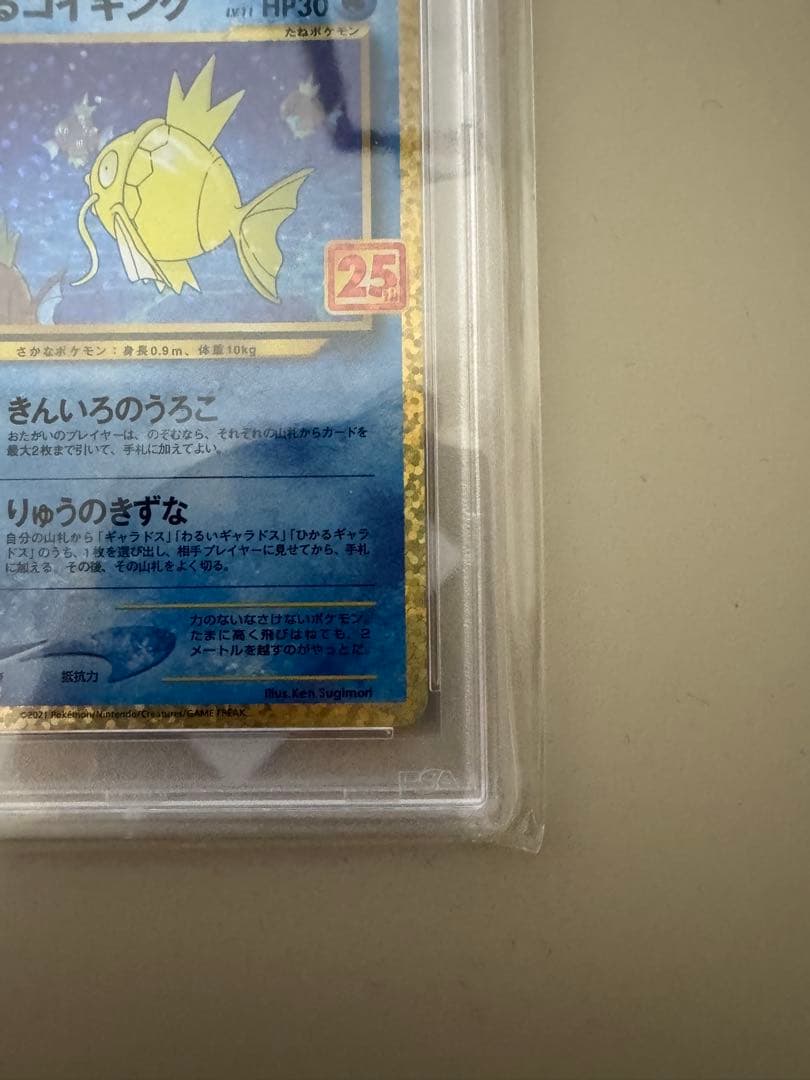 るコイキング LV.11 HP30
たねポケモン
25th
さかなポケモン：身長0.9m、体重10kg
きんいろのうろこ
おたがいのプレイヤーは、のぞむなら、それぞれの山札からカードを
最大2枚まで引いて、手札に加えてよい。
りゅうのきずな
自分の山札から「ギャラドス」「わるいギャラドス」「ひかるギャラ
ドス」のうち、1枚を選び出し、相手プレイヤーに見せてから、手札
に加える。その後、その山札をよく切る。
力のないなさけないポケモン。
たまに高く飛びはねても、2
メートルを越すのがやっとだ。
抵抗力
Illus.Ken Sugimori
©2021 Pokémon/Nintendo/Creatures/GAME FREAK.
PSA